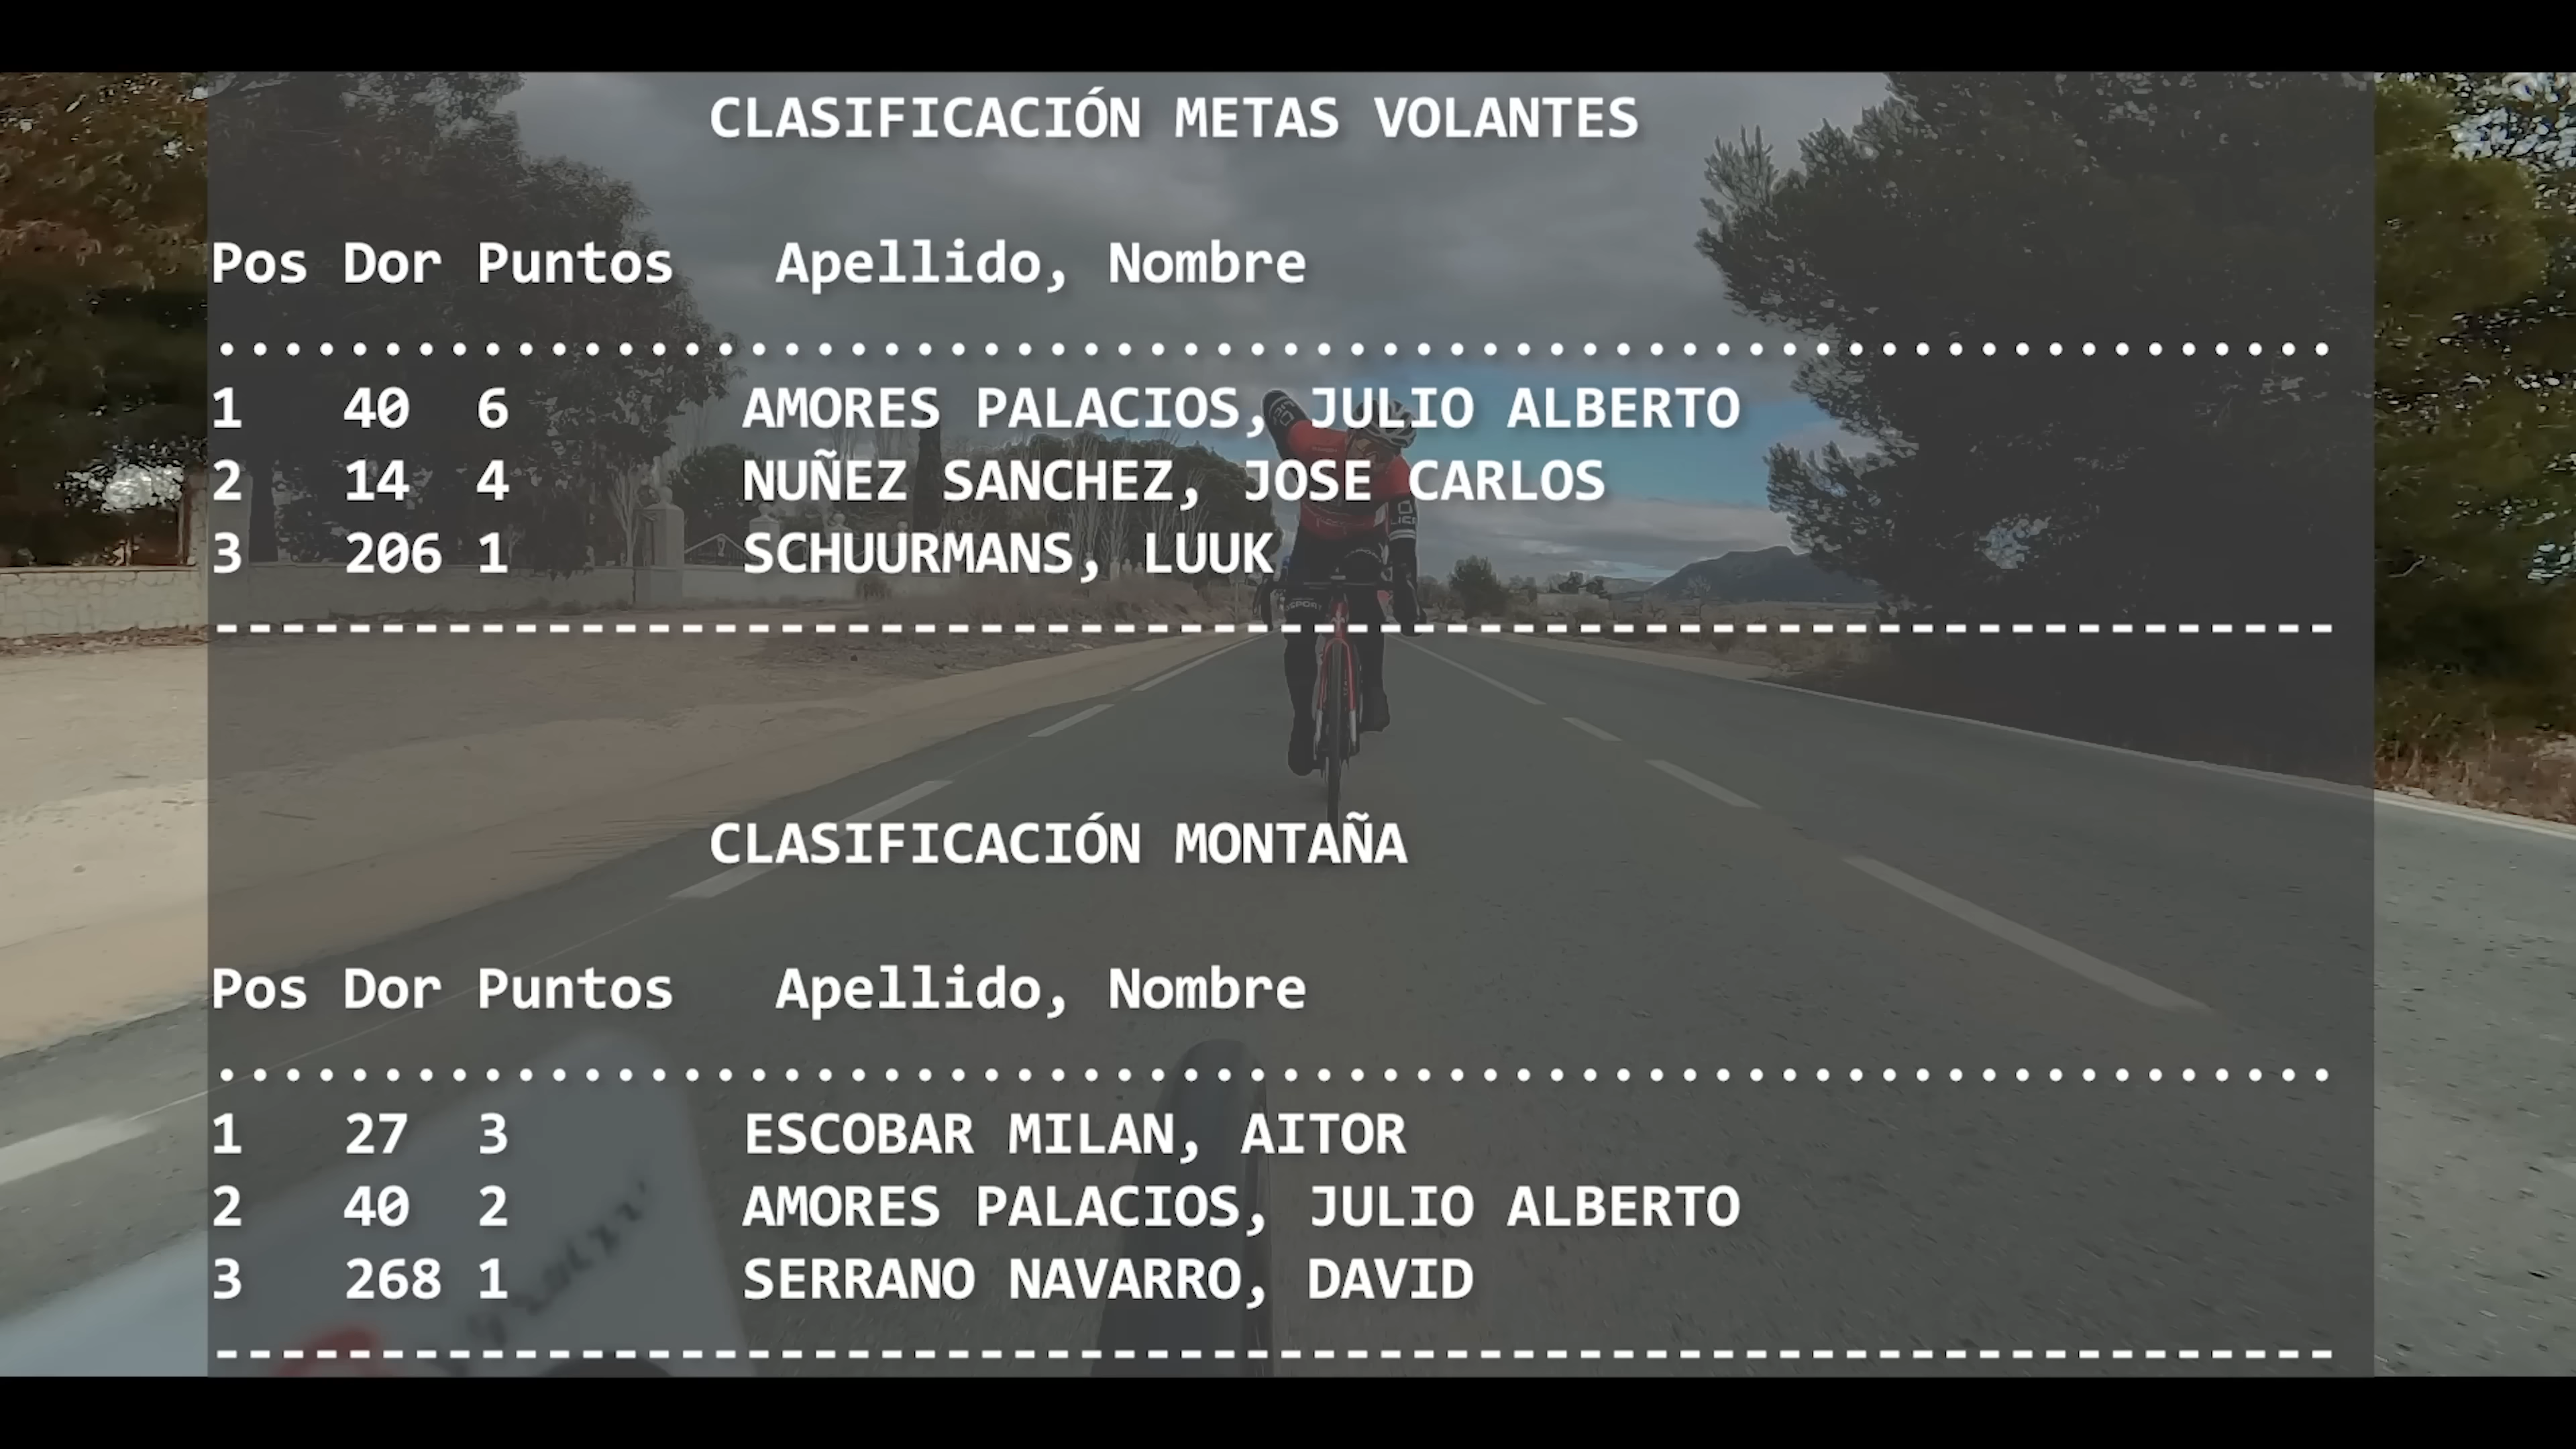 CLASIFICACIÓN METAS VOLANTES
Pos Dor Puntos Apellido, Nombre
................................................................
1 40 6 AMORES PALACIOS, JULIO ALBERTO
2 14 4 NUÑEZ SANCHEZ, JOSE CARLOS
3 206 1 SCHUURMANS, LUUK
----------------------------------------------------------------
CLASIFICACIÓN MONTAÑA
Pos Dor Puntos Apellido, Nombre
................................................................
1 27 3 ESCOBAR MILAN, AITOR
2 40 2 AMORES PALACIOS, JULIO ALBERTO
3 268 1 SERRANO NAVARRO, DAVID
----------------------------------------------------------------